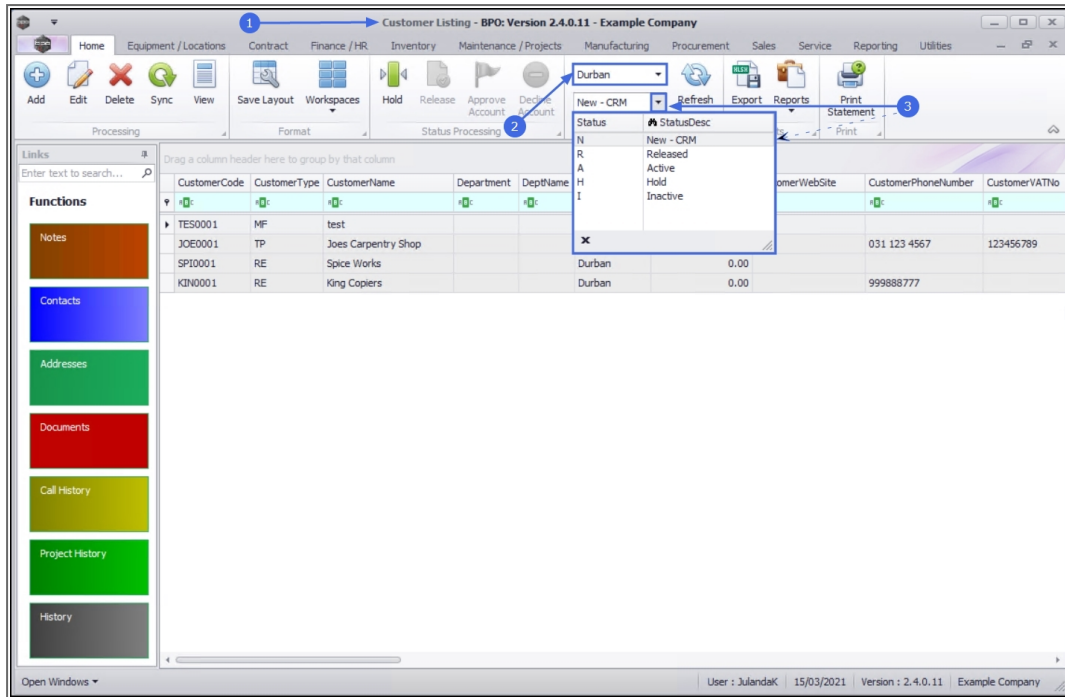 1
Customer Listing - BPO: Version 2.4.0.11 - Example Company
Home Equipment / Locations Contract Finance / HR Inventory Maintenance / Projects Manufacturing Procurement Sales Service Reporting Utilities
Add Edit Delete Sync View Save Layout Workspaces Hold Release Approve Account Decline Account
Durban
New - CRM
Refresh Export Reports Print Statement
2
3
Processing Format Status Processing Print
Status StatusDesc
N New - CRM
R Released
A Active
H Hold
I Inactive
Links
Enter text to search...
Functions
Notes
Contacts
Addresses
Documents
Call History
Project History
History
Drag a column header here to group by that column
CustomerCode CustomerType CustomerName Department DeptName omerWebSite CustomerPhoneNumber CustomerVATNo
TES0001 MF test
JOE0001 TP Joes Carpentry Shop 031 123 4567 123456789
SPI0001 RE Spice Works Durban 0.00
KIN0001 RE King Copiers Durban 0.00 999888777
Open Windows
User : JulandaK 15/03/2021 Version : 2.4.0.11 Example Company